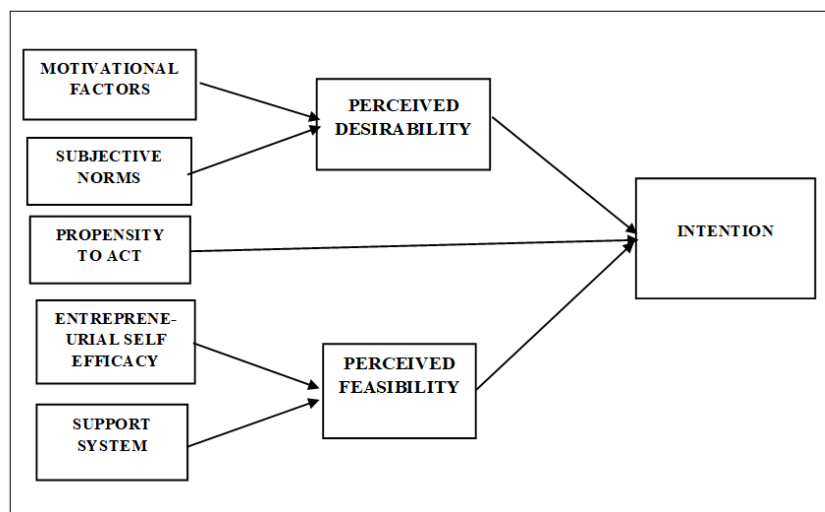 MOTIVATIONAL
FACTORS
SUBJECTIVE
NORMS
PROPENSITY
TO ACT
ENTREPRENE-
URIAL SELF
EFFICACY
SUPPORT
SYSTEM
PERCEIVED
DESIRABILITY
PERCEIVED
FEASIBILITY
INTENTION